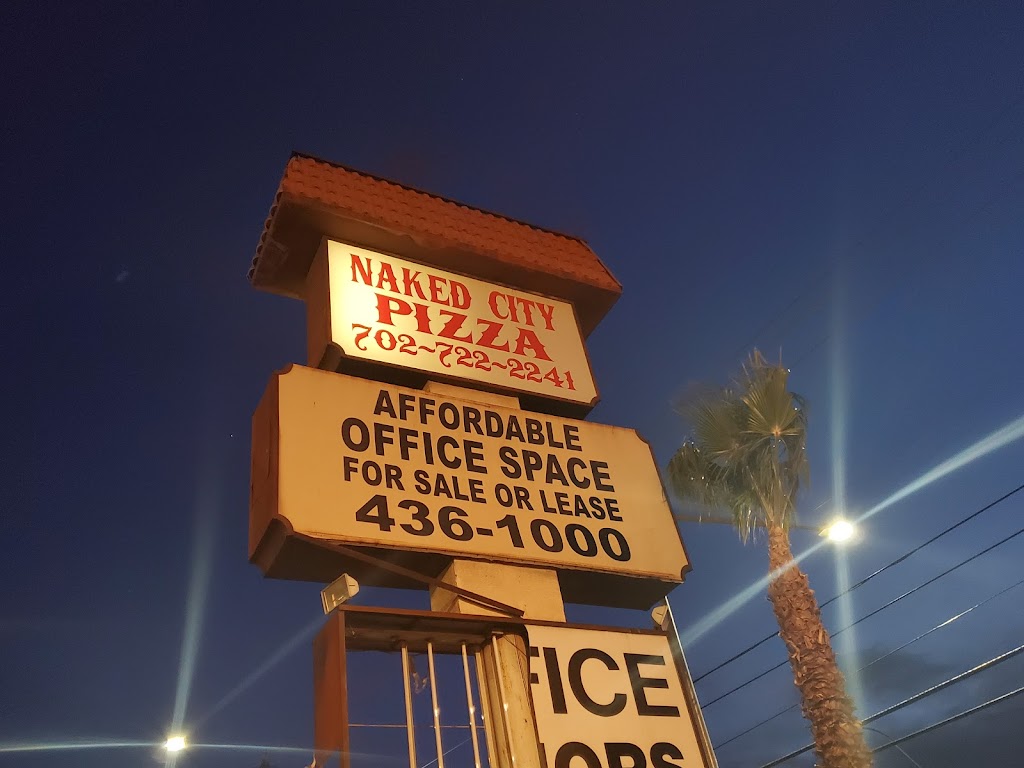 NAKED CITY
PIZZA
702~722~2241
AFFORDABLE
OFFICE SPACE
FOR SALE OR LEASE
436-1000
FICE